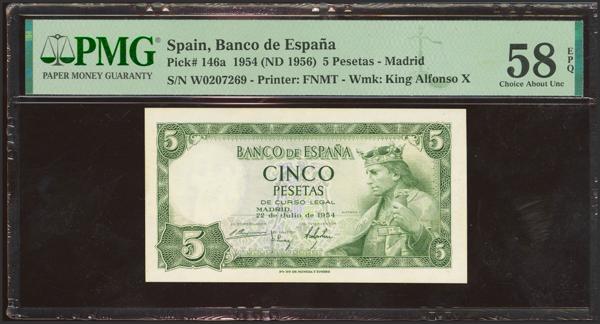 PMG
PAPER MONEY GUARANTY
Spain, Banco de España
Pick# 146a 1954 (ND 1956) 5 Pesetas - Madrid
S/N W0207269 - Printer: FNMT - Wmk: King Alfonso X
58
EPQ
Choice About Unc
5
5
BANCO DE ESPAÑA
CINCO
PESETAS
DE CURSO LEGAL
MADRID,
22 de Julio de 1954
5
5